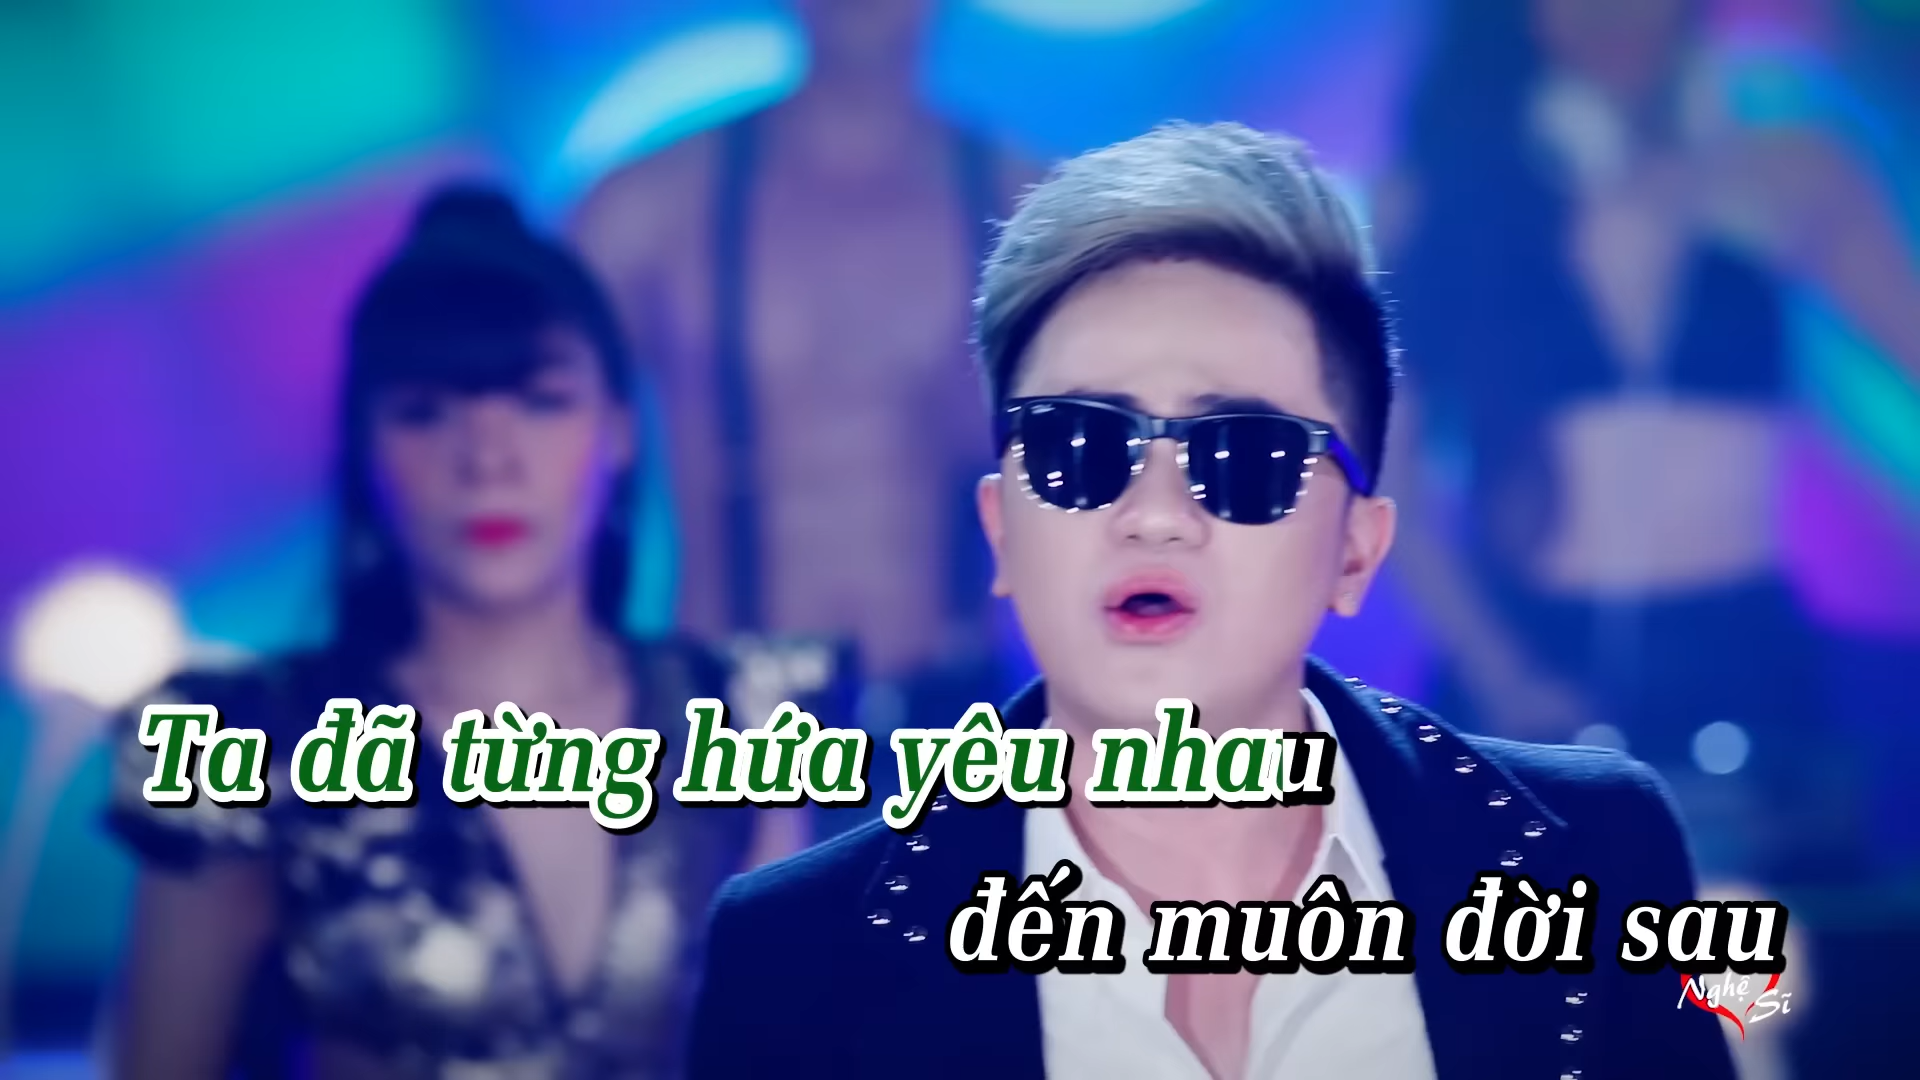 Ta đã từng hứa yêu nhau
đến muôn đời sau
Nghệ Sĩ